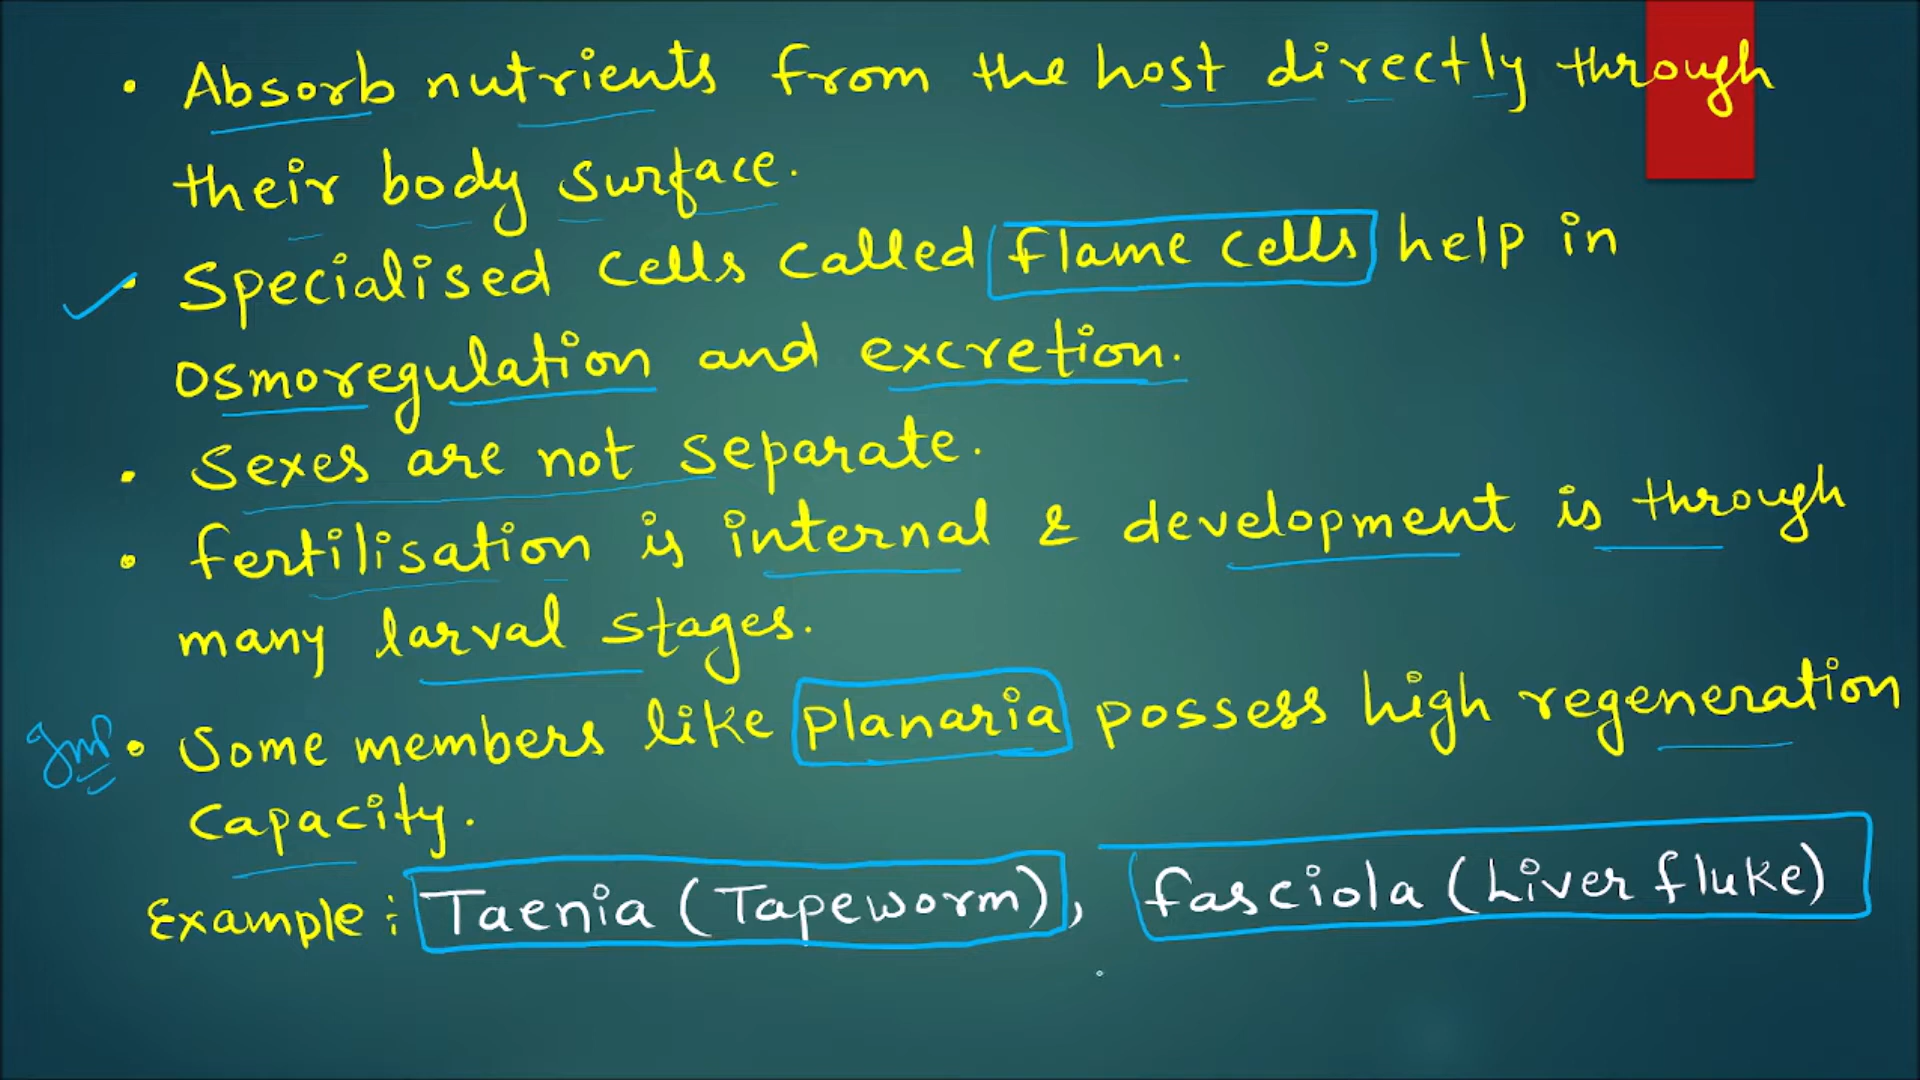 • Absorb nutrients from the host directly through
their body surface.
• Specialised cells called flame cells help in
osmoregulation and excretion.
• Sexes are not separate.
• fertilisation is internal & development is through
many larval stages.
Imp • Some members like planaria possess high regeneration
capacity.
Example : Taenia (Tapeworm), fasciola (Liver fluke)